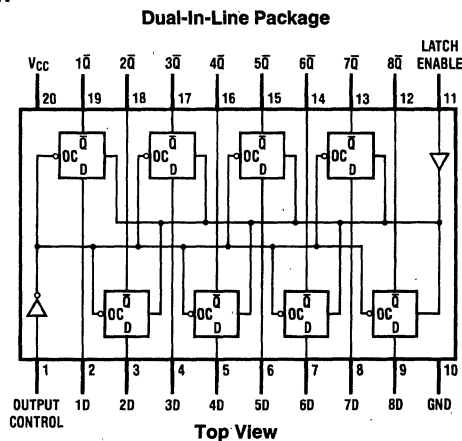 Dual-In-Line Package
LATCH
VCC 1Q̅ 2Q̅ 3Q̅ 4Q̅ 5Q̅ 6Q̅ 7Q̅ 8Q̅ ENABLE
20 19 18 17 16 15 14 13 12 11
Q̅ Q̅ Q̅ Q̅
OC OC OC OC
D D D D
Q̅ Q̅ Q̅ Q̅
OC OC OC OC
D D D D
1 2 3 4 5 6 7 8 9 10
OUTPUT 1D 2D 3D 4D 5D 6D 7D 8D GND
CONTROL
Top View